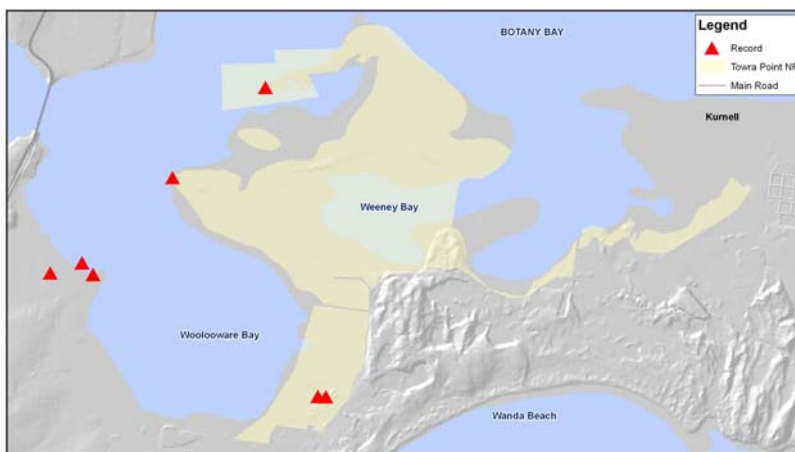 BOTANY BAY
Legend
Record
Towra Point NR
Main Road
Kurnell
Weeney Bay
Woolooware Bay
Wanda Beach